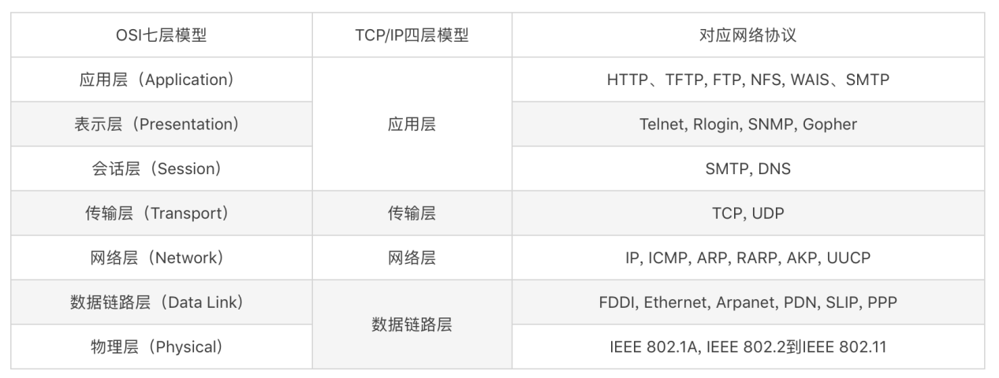 OSI七层模型 TCP/IP四层模型 对应网络协议
应用层（Application） HTTP、TFTP, FTP, NFS, WAIS、SMTP
表示层（Presentation） 应用层 Telnet, Rlogin, SNMP, Gopher
会话层（Session） SMTP, DNS
传输层（Transport） 传输层 TCP, UDP
网络层（Network） 网络层 IP, ICMP, ARP, RARP, AKP, UUCP
数据链路层（Data Link） FDDI, Ethernet, Arpanet, PDN, SLIP, PPP
数据链路层
物理层（Physical） IEEE 802.1A, IEEE 802.2到IEEE 802.11